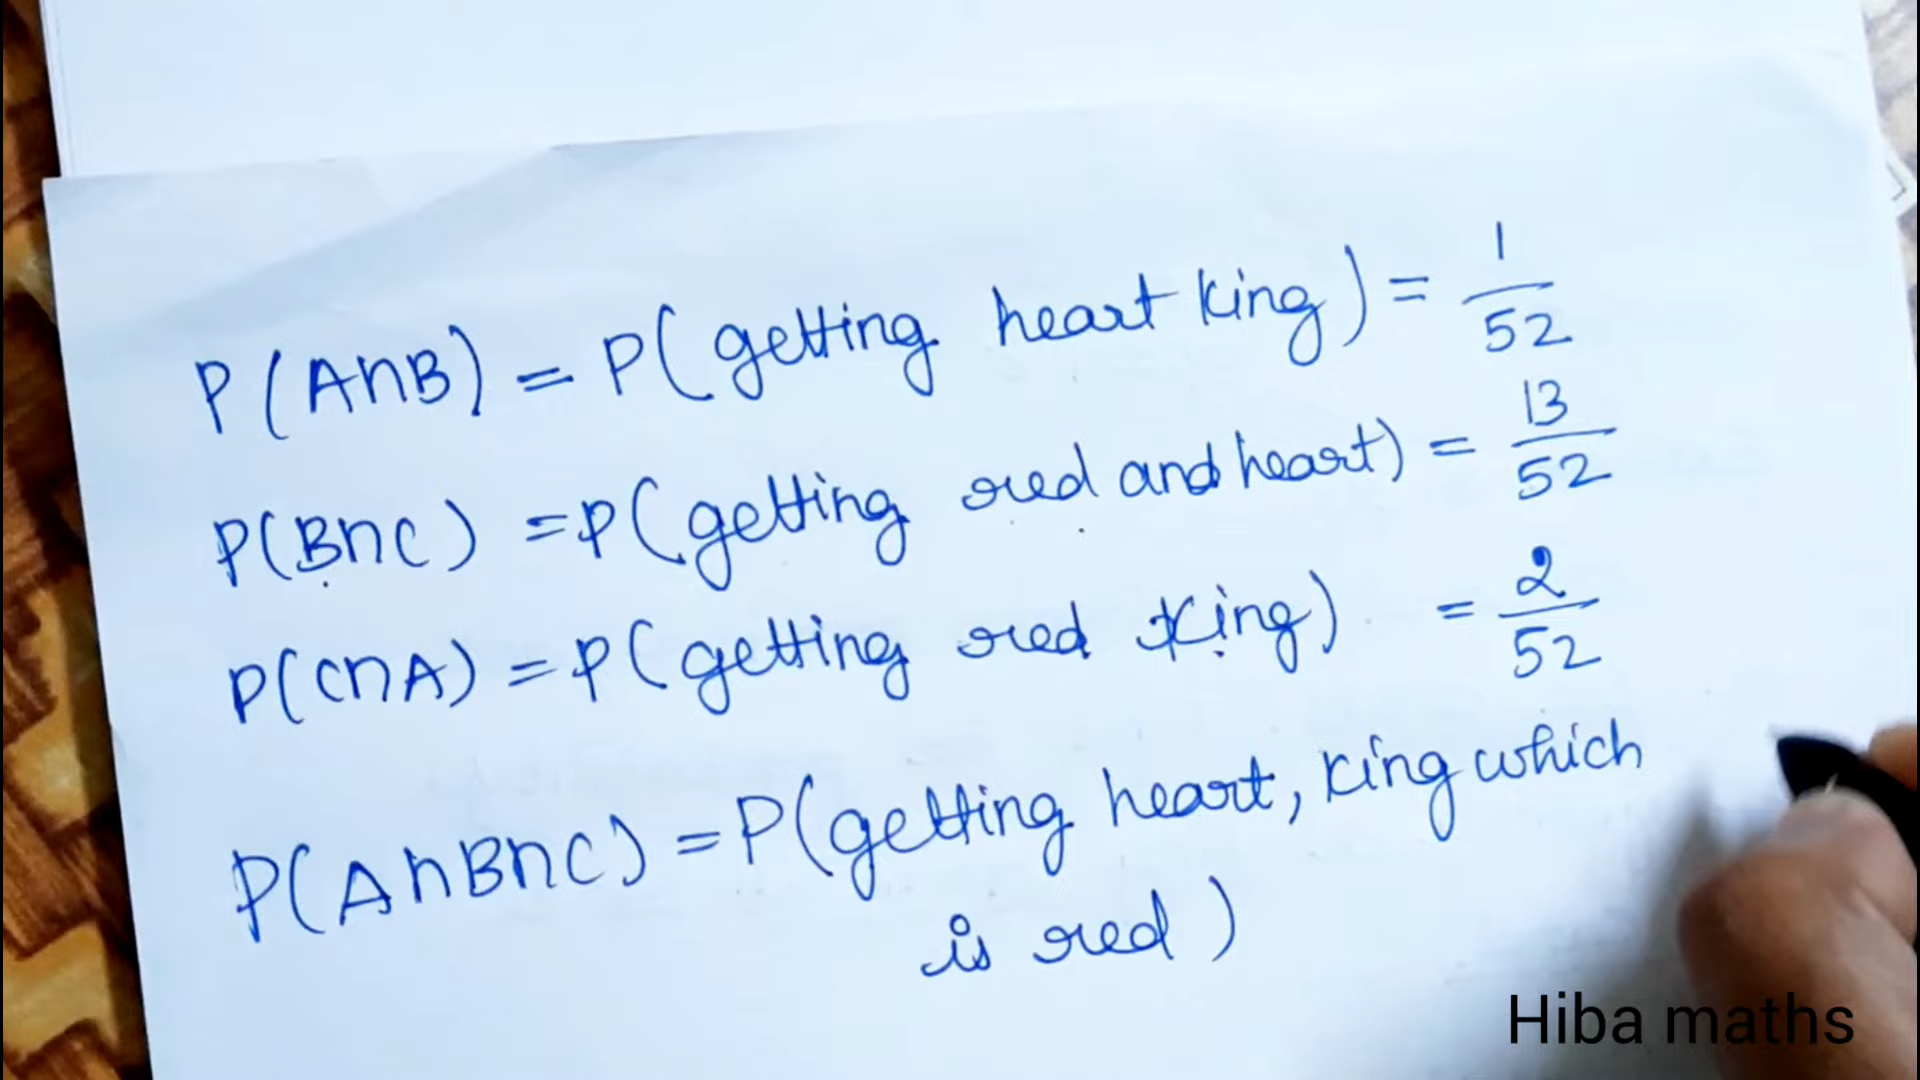 P(A∩B) = P(getting heart King) = 1/52
P(B∩C) = P(getting red and heart) = 13/52
P(C∩A) = P(getting red King) = 2/52
P(A∩B∩C) = P(getting heart, King which
is red)
Hiba maths